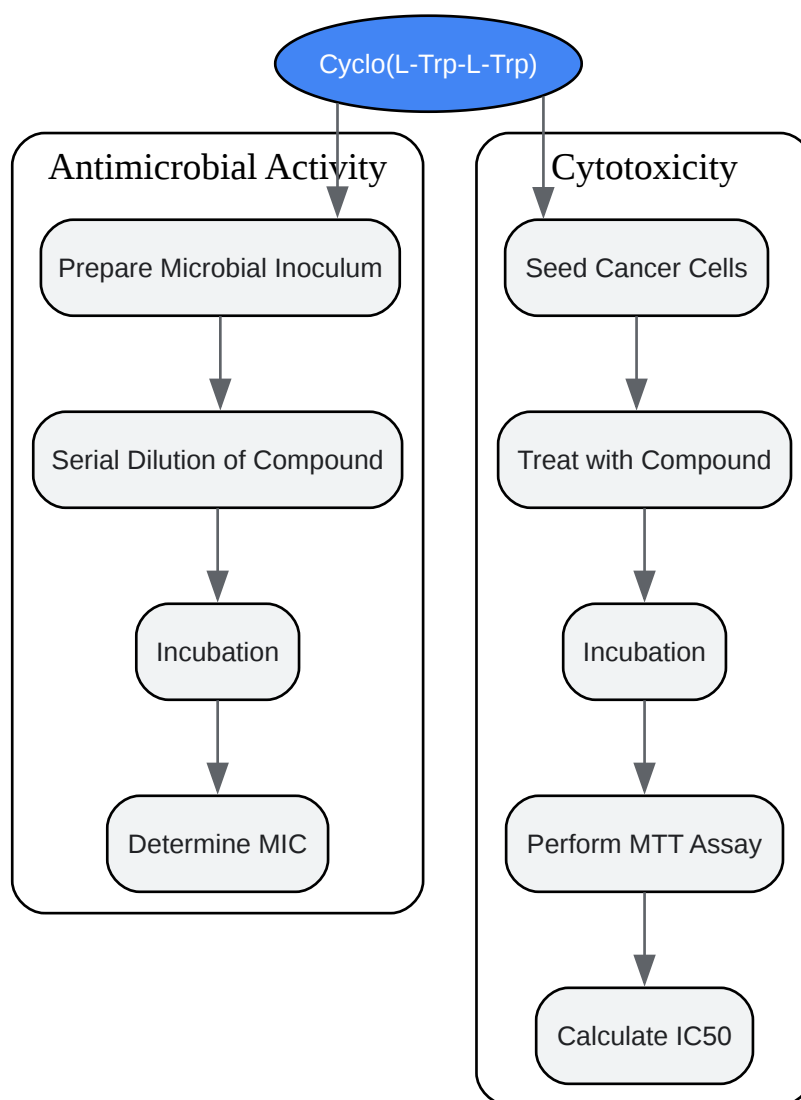 Cyclo(L-Trp-L-Trp)
Antimicrobial Activity
Prepare Microbial Inoculum
Serial Dilution of Compound
Incubation
Determine MIC
Cytotoxicity
Seed Cancer Cells
Treat with Compound
Incubation
Perform MTT Assay
Calculate IC50